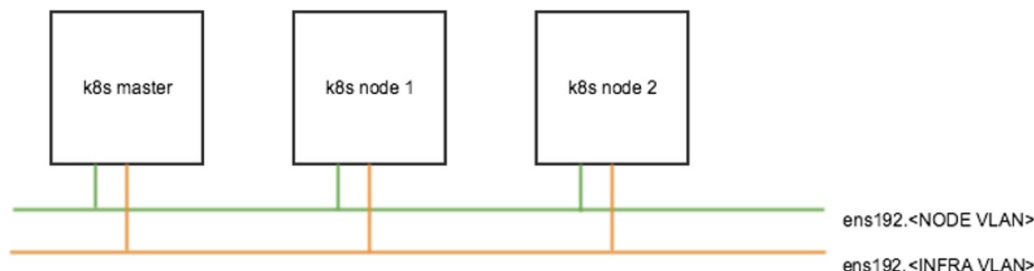 k8s master
k8s node 1
k8s node 2
ens192.<NODE VLAN>
ens192.<INFRA VLAN>